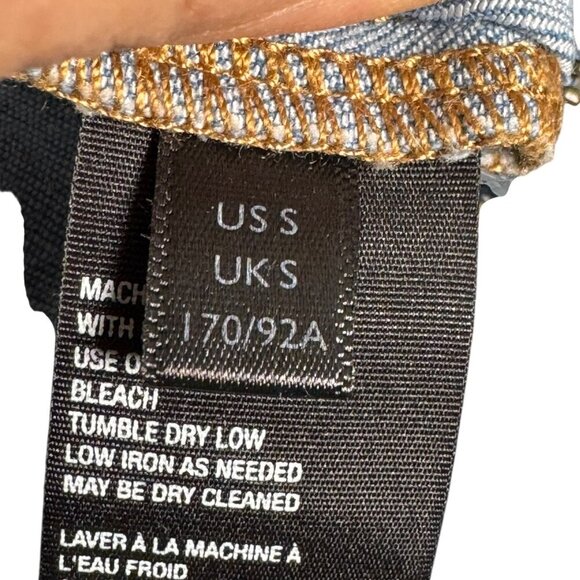 US S
UK S
170/92A
MACH
WITH
USE O
BLEACH
TUMBLE DRY LOW
LOW IRON AS NEEDED
MAY BE DRY CLEANED
LAVER À LA MACHINE À
L'EAU FROID